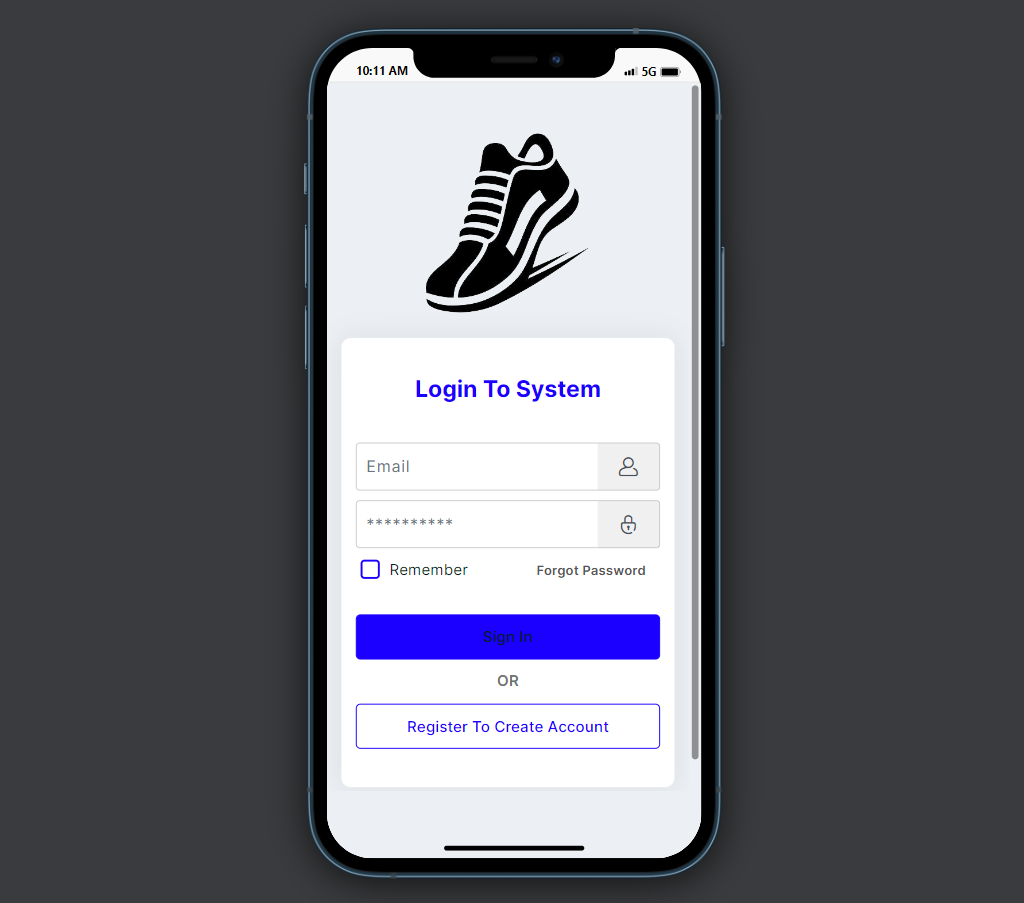 10:11 AM 5G
Login To System
Email
**********
Remember Forgot Password
Sign In
OR
Register To Create Account